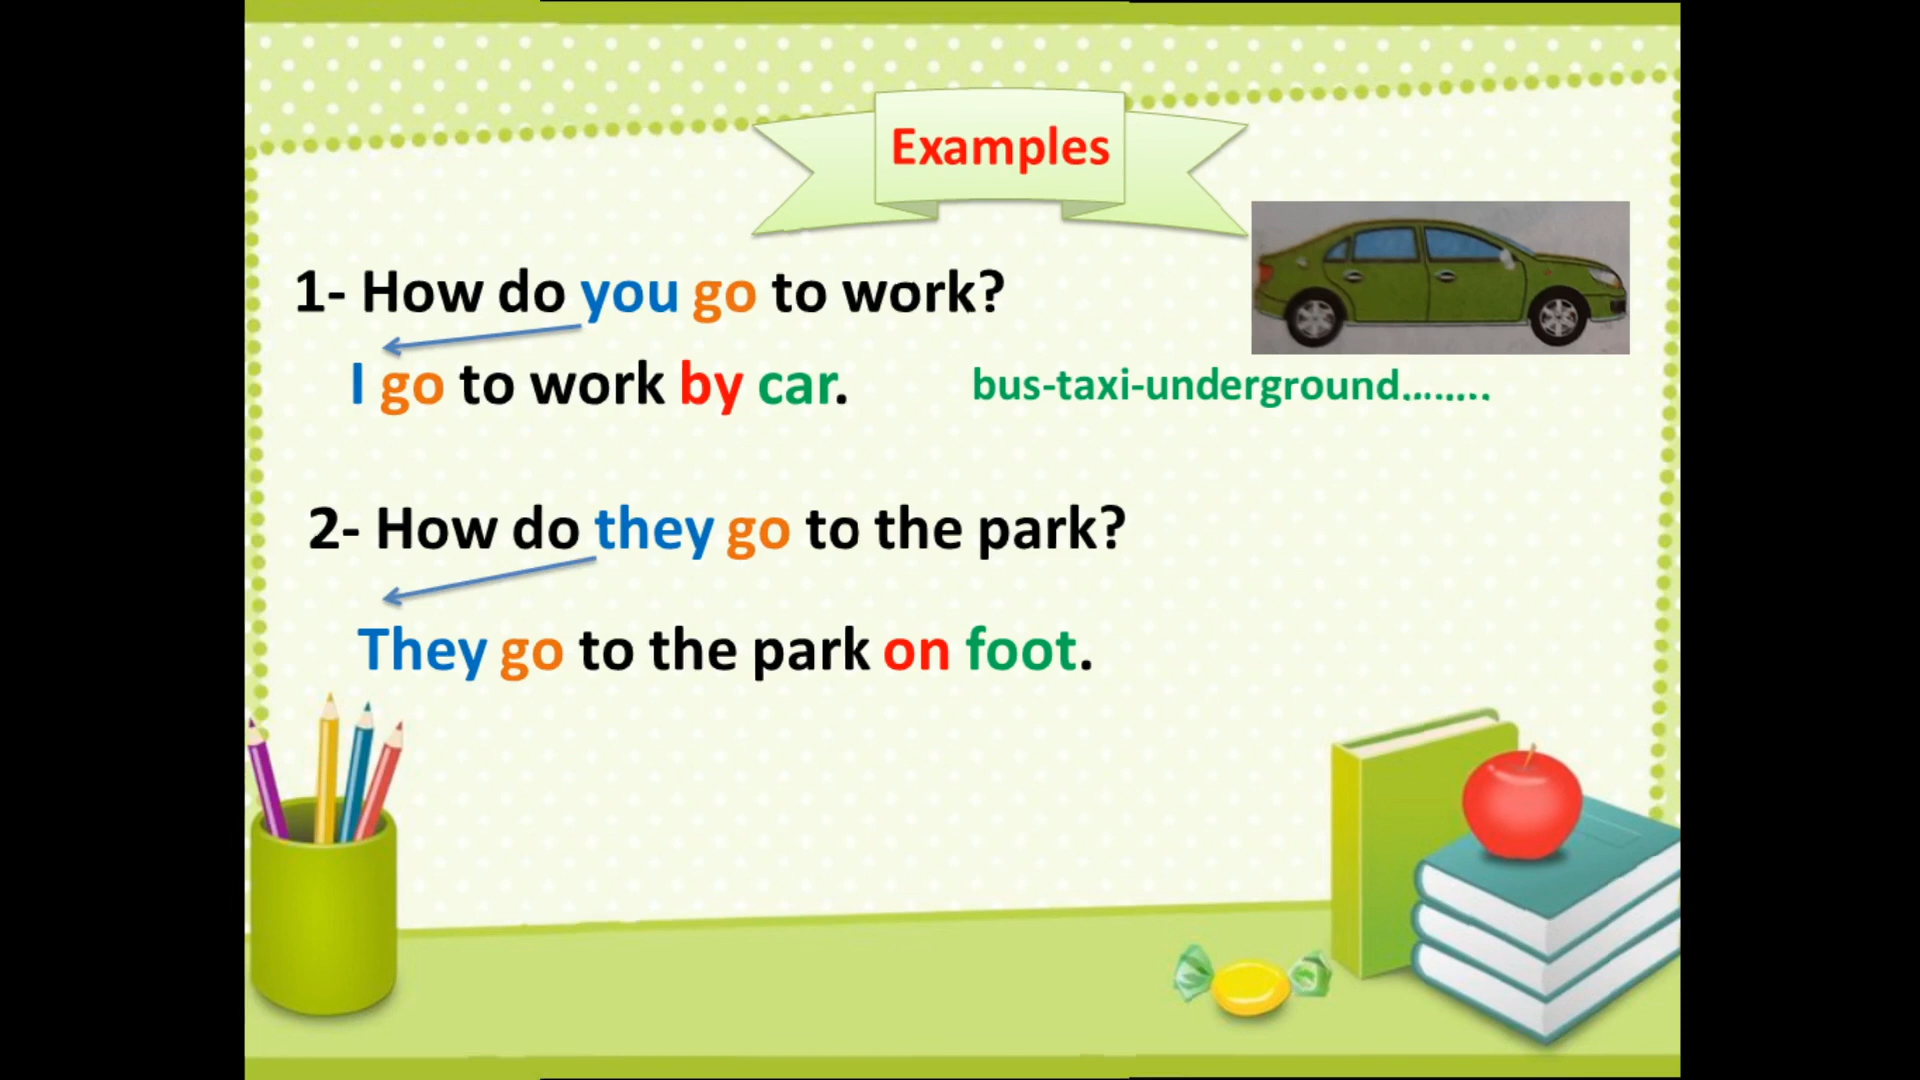 Examples
1- How do you go to work?
I go to work by car.
bus-taxi-underground........
2- How do they go to the park?
They go to the park on foot.